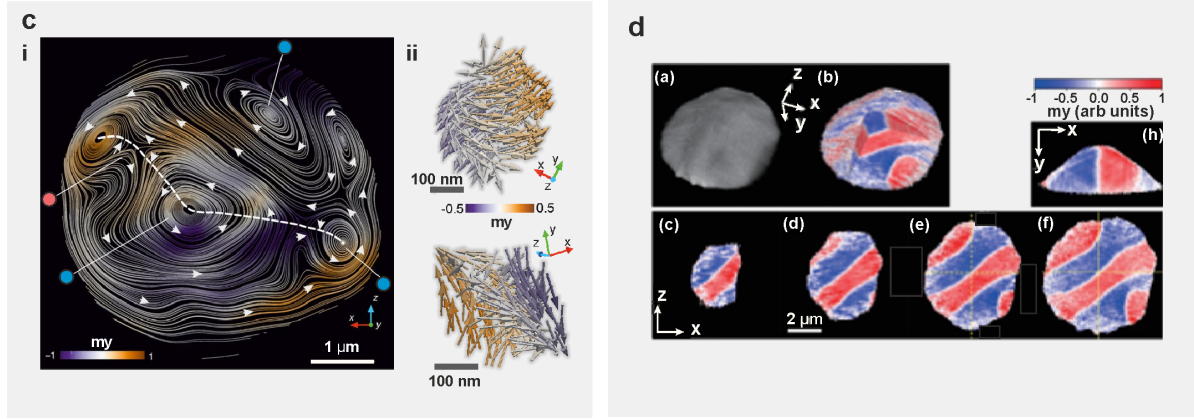 c
i
my
-1
1
x
z
y
1 μm
ii
100 nm
x
y
z
-0.5
0.5
my
z
y
x
100 nm
d
(a)
z
x
y
(b)
-1
-0.5
0.0
0.5
1
my (arb units)
x
y
(h)
(c)
z
x
(d)
2 μm
(e)
(f)